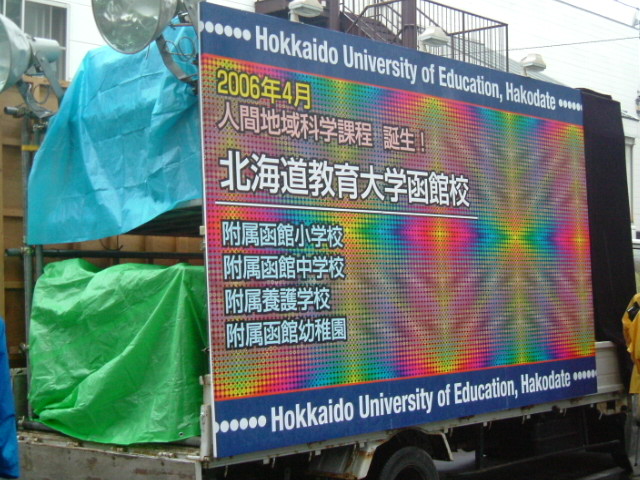 ●●●●●● Hokkaido University of Education, Hakodate ●●●●●●
2006年4月
人間地域科学課程 誕生！
北海道教育大学函館校
附属函館小学校
附属函館中学校
附属養護学校
附属函館幼稚園
●●●●●● Hokkaido University of Education, Hakodate ●●●●●●